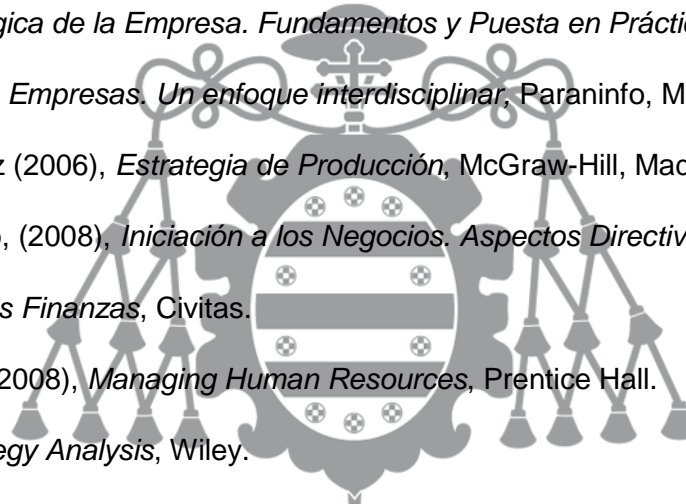 gica de la Empresa. Fundamentos y Puesta en Práctic
Empresas. Un enfoque interdisciplinar, Paraninfo, M
z (2006), Estrategia de Producción, McGraw-Hill, Mad
, (2008), Iniciación a los Negocios. Aspectos Directiv
s Finanzas, Civitas.
2008), Managing Human Resources, Prentice Hall.
egy Analysis, Wiley.